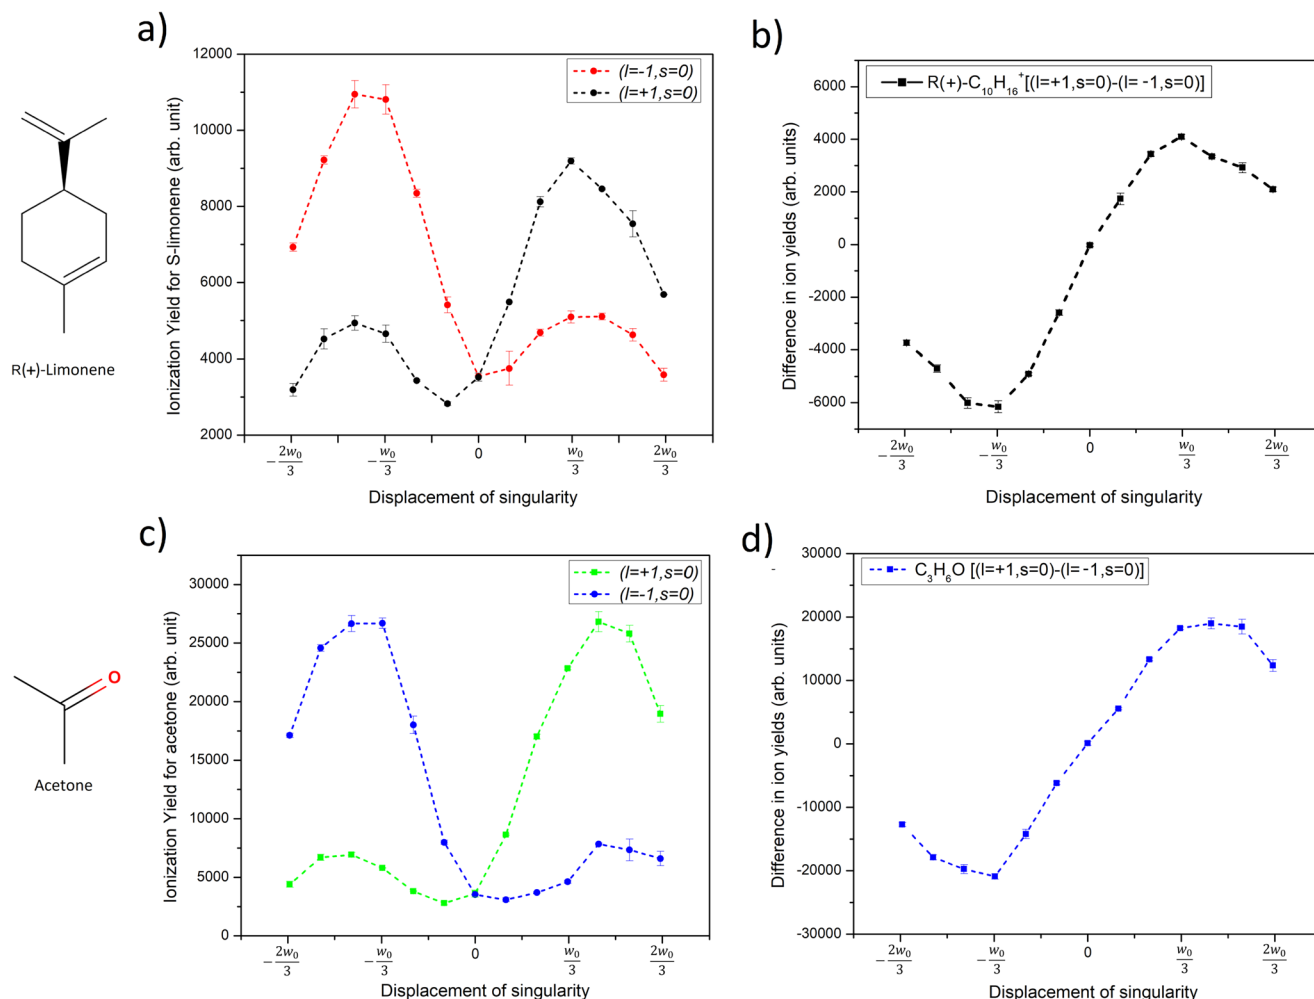 a)
12000
10000
8000
6000
4000
2000
Ionization Yield for S-limonene (arb. unit)
(l=-1,s=0)
(l=+1,s=0)
-2w₀/3
-w₀/3
0
w₀/3
2w₀/3
Displacement of singularity
R(+)-Limonene
b)
6000
4000
2000
0
-2000
-4000
-6000
Difference in ion yields (arb. units)
R(+)-C₁₀H₁₆⁺[(l=+1,s=0)-(l= -1,s=0)]
-2w₀/3
-w₀/3
0
w₀/3
2w₀/3
Displacement of singularity
c)
30000
25000
20000
15000
10000
5000
0
Ionization Yield for acetone (arb. unit)
(l=+1,s=0)
(l=-1,s=0)
-2w₀/3
-w₀/3
0
w₀/3
2w₀/3
Displacement of singularity
O
Acetone
d)
30000
20000
10000
0
-10000
-20000
-30000
Difference in ion yields (arb. units)
C₃H₆O [(l=+1,s=0)-(l= -1,s=0)]
-2w₀/3
-w₀/3
0
w₀/3
2w₀/3
Displacement of singularity